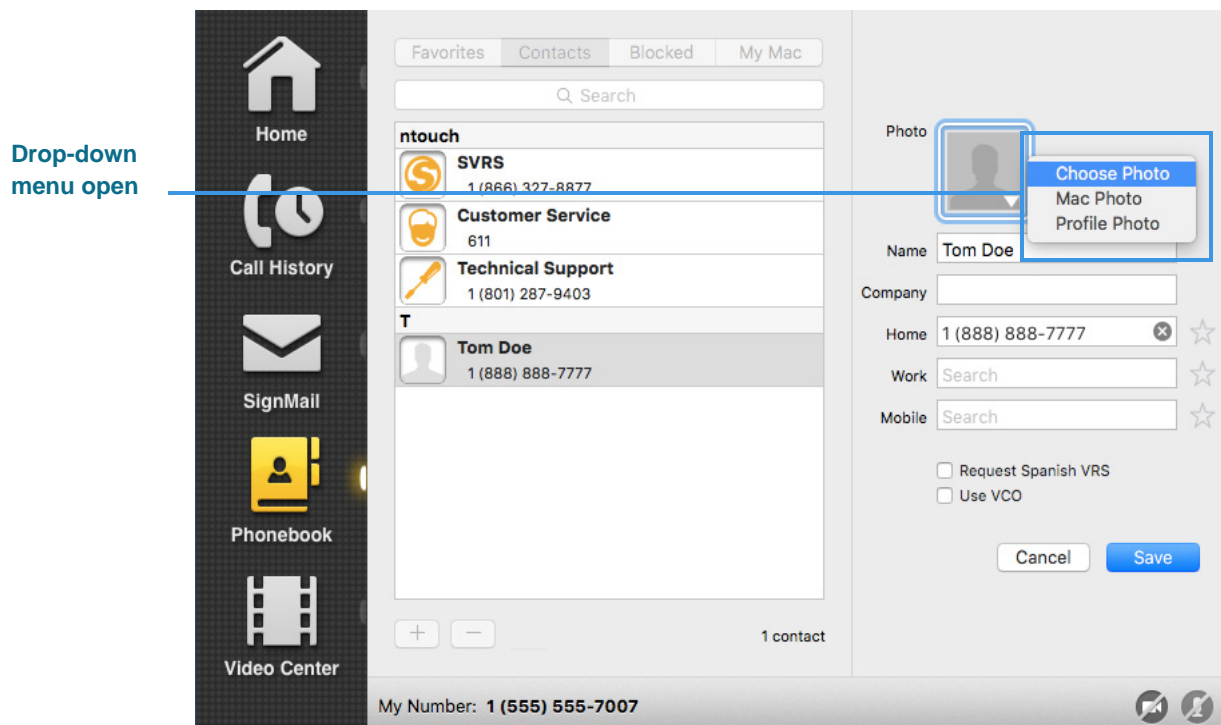 Drop-down
menu open
Home
Call History
SignMail
Phonebook
Video Center
Favorites Contacts Blocked My Mac
Search
ntouch
SVRS
1 (866) 327-8877
Customer Service
611
Technical Support
1 (801) 287-9403
T
Tom Doe
1 (888) 888-7777
1 contact
Photo
Choose Photo
Mac Photo
Profile Photo
Name Tom Doe
Company
Home 1 (888) 888-7777
Work Search
Mobile Search
Request Spanish VRS
Use VCO
Cancel Save
My Number: 1 (555) 555-7007